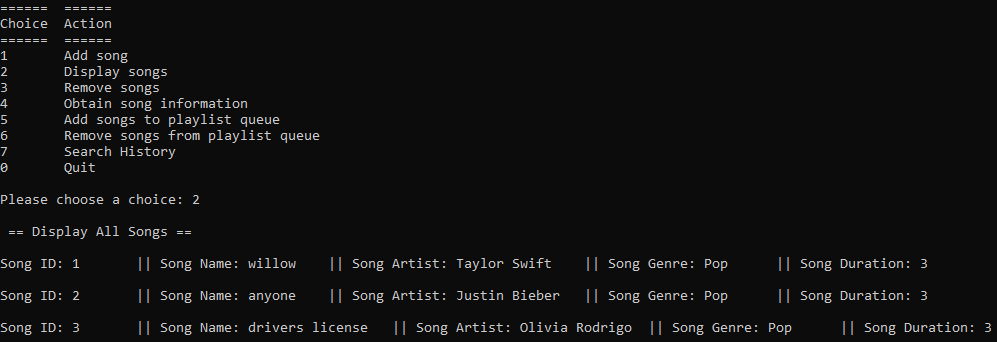 ======  ======
Choice  Action
======  ======
1       Add song
2       Display songs
3       Remove songs
4       Obtain song information
5       Add songs to playlist queue
6       Remove songs from playlist queue
7       Search History
0       Quit
Please choose a choice: 2
 == Display All Songs ==
Song ID: 1       || Song Name: willow    || Song Artist: Taylor Swift    || Song Genre: Pop      || Song Duration: 3
Song ID: 2       || Song Name: anyone    || Song Artist: Justin Bieber   || Song Genre: Pop      || Song Duration: 3
Song ID: 3       || Song Name: drivers license   || Song Artist: Olivia Rodrigo  || Song Genre: Pop      || Song Duration: 3